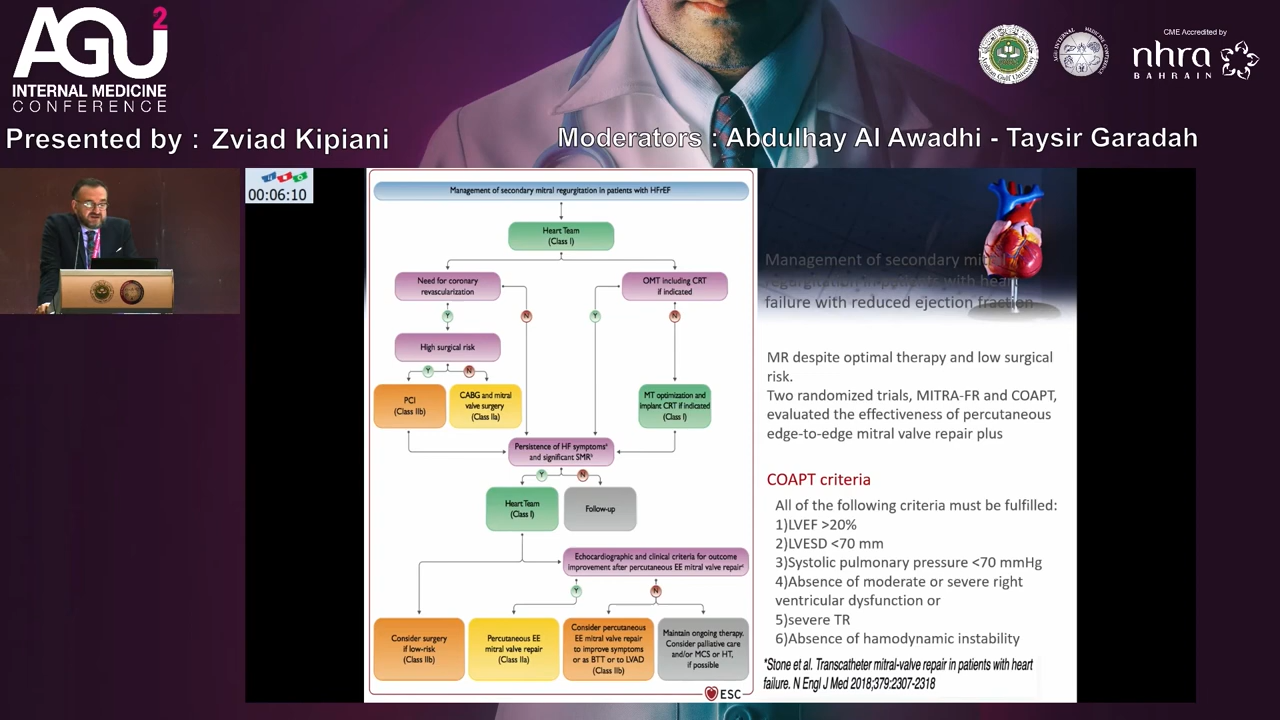 AGU2
INTERNAL MEDICINE
CONFERENCE
CME Accredited by
nhra
BAHRAIN
Presented by : Zviad Kipiani
Moderators : Abdulhay Al Awadhi - Taysir Garadah
00:06:10
Management of secondary mitral regurgitation in patients with HFrEF
Heart Team
(Class I)
Need for coronary
revascularization
OMT including CRT
if indicated
Y
N
Y
N
High surgical risk
Y
N
PCI
(Class IIb)
CABG and mitral
valve surgery
(Class IIa)
MT optimization and
implant CRT if indicated
(Class I)
Persistence of HF symptoms
and significant SMR
Y
N
Heart Team
(Class I)
Follow-up
Echocardiographic and clinical criteria for outcome
improvement after percutaneous EE mitral valve repair
Y
N
Consider surgery
if low-risk
(Class IIb)
Percutaneous EE
mitral valve repair
(Class IIa)
Consider percutaneous
EE mitral valve repair
to improve symptoms
or as BTT or to LVAD
(Class IIb)
Maintain ongoing therapy.
Consider palliative care
and/or MCS or HT,
if possible
ESC
Management of secondary mitral
regurgitation in patients with heart
failure with reduced ejection fraction
MR despite optimal therapy and low surgical
risk.
Two randomized trials, MITRA-FR and COAPT,
evaluated the effectiveness of percutaneous
edge-to-edge mitral valve repair plus
COAPT criteria
All of the following criteria must be fulfilled:
1)LVEF >20%
2)LVESD <70 mm
3)Systolic pulmonary pressure <70 mmHg
4)Absence of moderate or severe right
ventricular dysfunction or
5)severe TR
6)Absence of hamodynamic instability
*Stone et al. Transcatheter mitral-valve repair in patients with heart
failure. N Engl J Med 2018;379:2307-2318